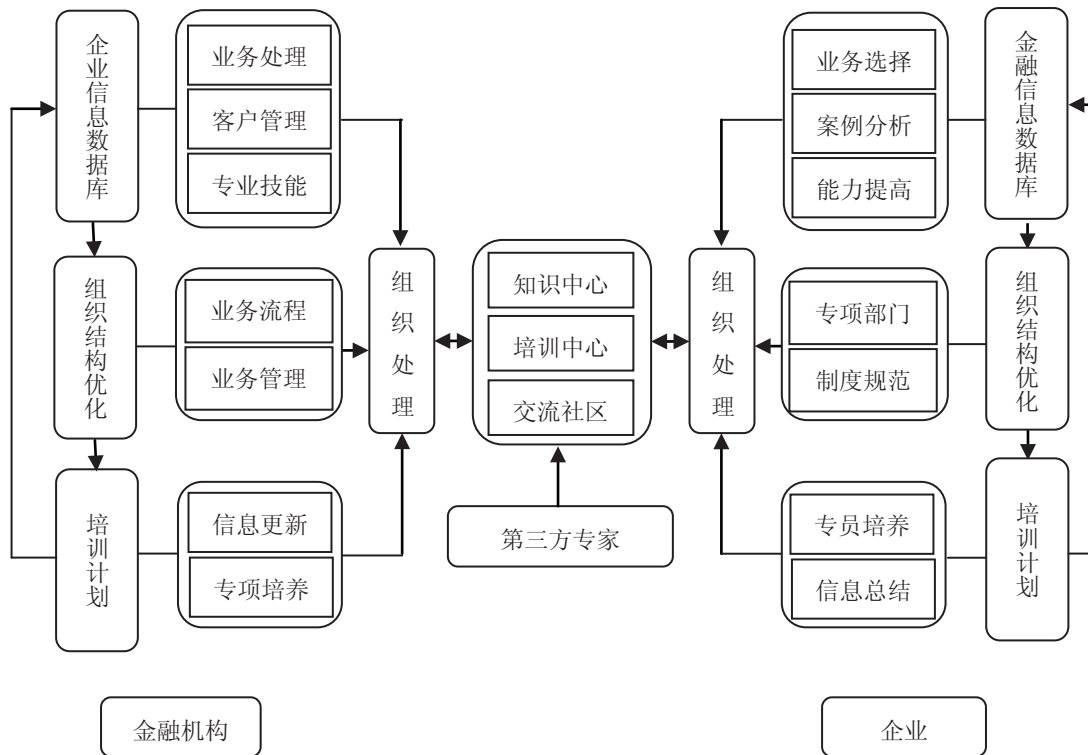 企业信息数据库
业务处理
客户管理
专业技能
组织结构优化
业务流程
业务管理
培训计划
信息更新
专项培养
组织处理
知识中心
培训中心
交流社区
第三方专家
组织处理
业务选择
案例分析
能力提高
金融信息数据库
专项部门
制度规范
组织结构优化
专员培养
信息总结
培训计划
金融机构
企业